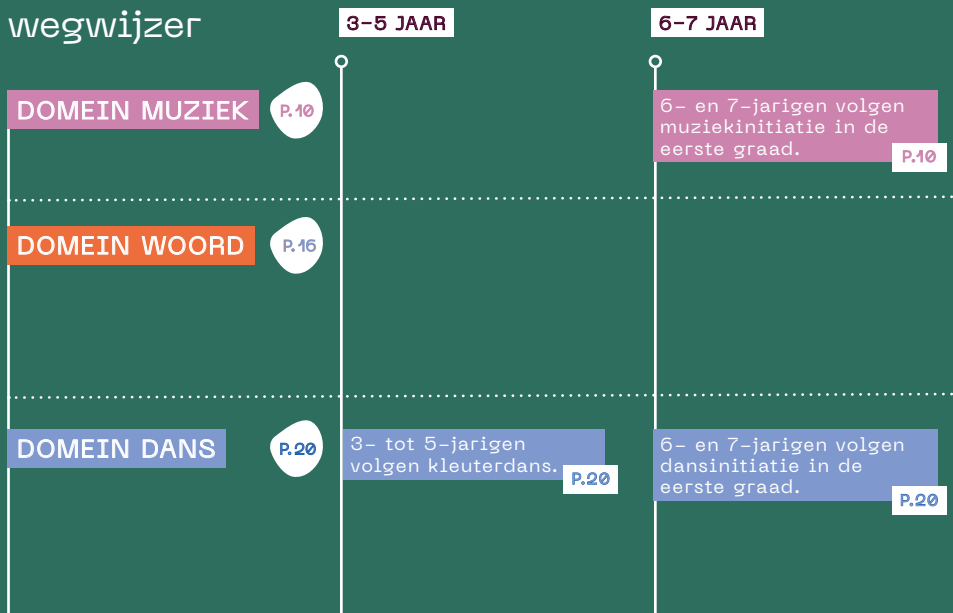 wegwijzer
3-5 JAAR
6-7 JAAR
DOMEIN MUZIEK
P.10
6- en 7-jarigen volgen
muziekinitiatie in de
eerste graad.
P.10
DOMEIN WOORD
P.16
DOMEIN DANS
P.20
3- tot 5-jarigen
volgen kleuterdans.
P.20
6- en 7-jarigen volgen
dansinitiatie in de
eerste graad.
P.20